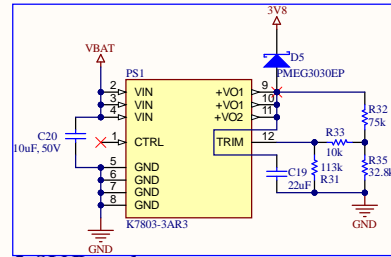 3V8
VBAT
PS1
D5
PMEG3030EP
2 VIN +VO1 9
3 VIN +VO1 10
4 VIN +VO2 11
R32
75k
C20
10uF, 50V
1 CTRL TRIM 12
R33
10k
5 GND
6 GND
7 GND
8 GND
C19
22uF
113k
R31
R35
32.8k
K7803-3AR3
GND
GND